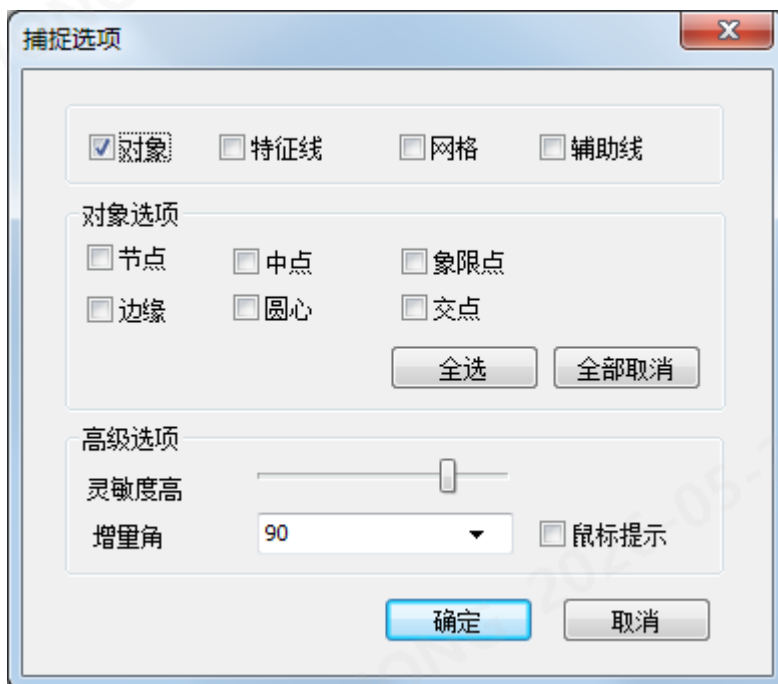 捕捉选项
对象 特征线 网格 辅助线
对象选项
节点 中点 象限点
边缘 圆心 交点
全选 全部取消
高级选项
灵敏度高
增量角 90 鼠标提示
确定 取消